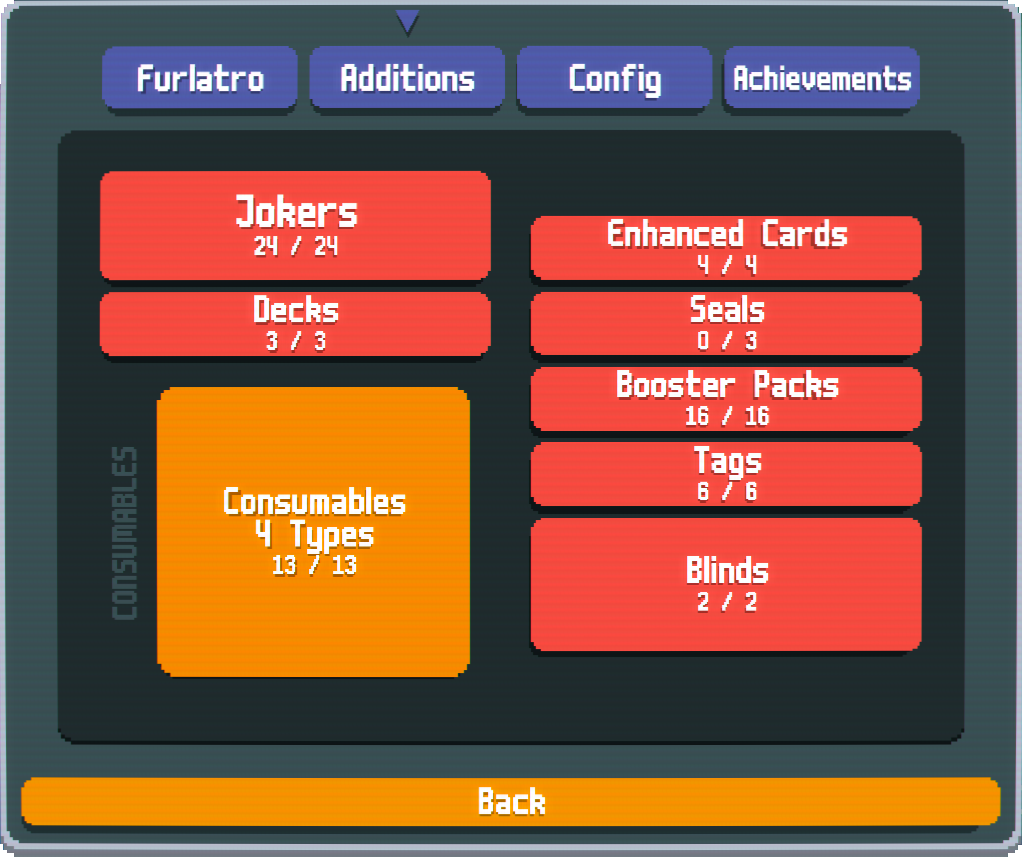 Furlatro
Additions
Config
Achievements
Jokers
24 / 24
Decks
3 / 3
CONSUMABLES
Consumables
4 Types
13 / 13
Enhanced Cards
4 / 4
Seals
0 / 3
Booster Packs
16 / 16
Tags
6 / 6
Blinds
2 / 2
Back